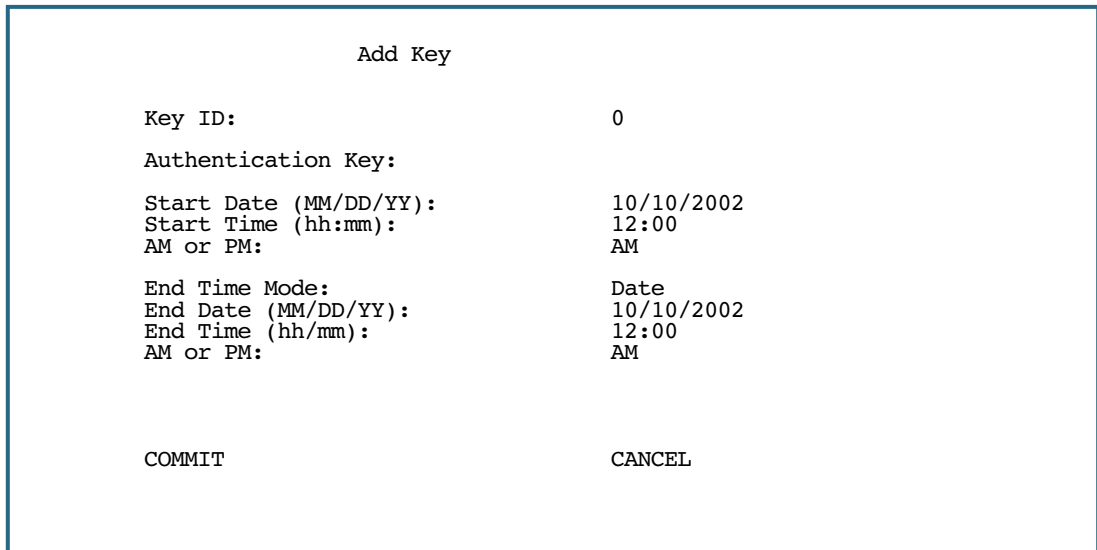 Add Key
Key ID: 0
Authentication Key:
Start Date (MM/DD/YY): 10/10/2002
Start Time (hh:mm): 12:00
AM or PM: AM
End Time Mode: Date
End Date (MM/DD/YY): 10/10/2002
End Time (hh/mm): 12:00
AM or PM: AM
COMMIT CANCEL